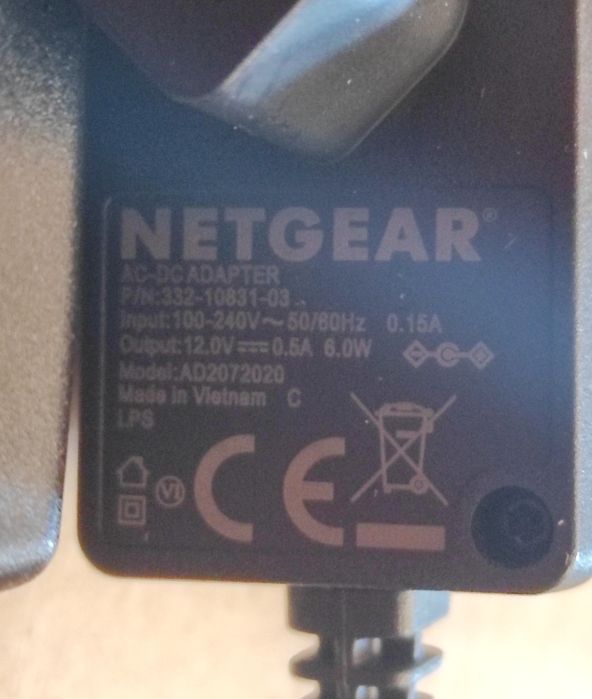 NETGEAR®
AC-DC ADAPTER
P/N:332-10831-03
Input:100-240V~50/60Hz 0.15A
Output:12.0V⎓0.5A 6.0W
Model:AD2072020
Made in Vietnam C
LPS
VI
CE